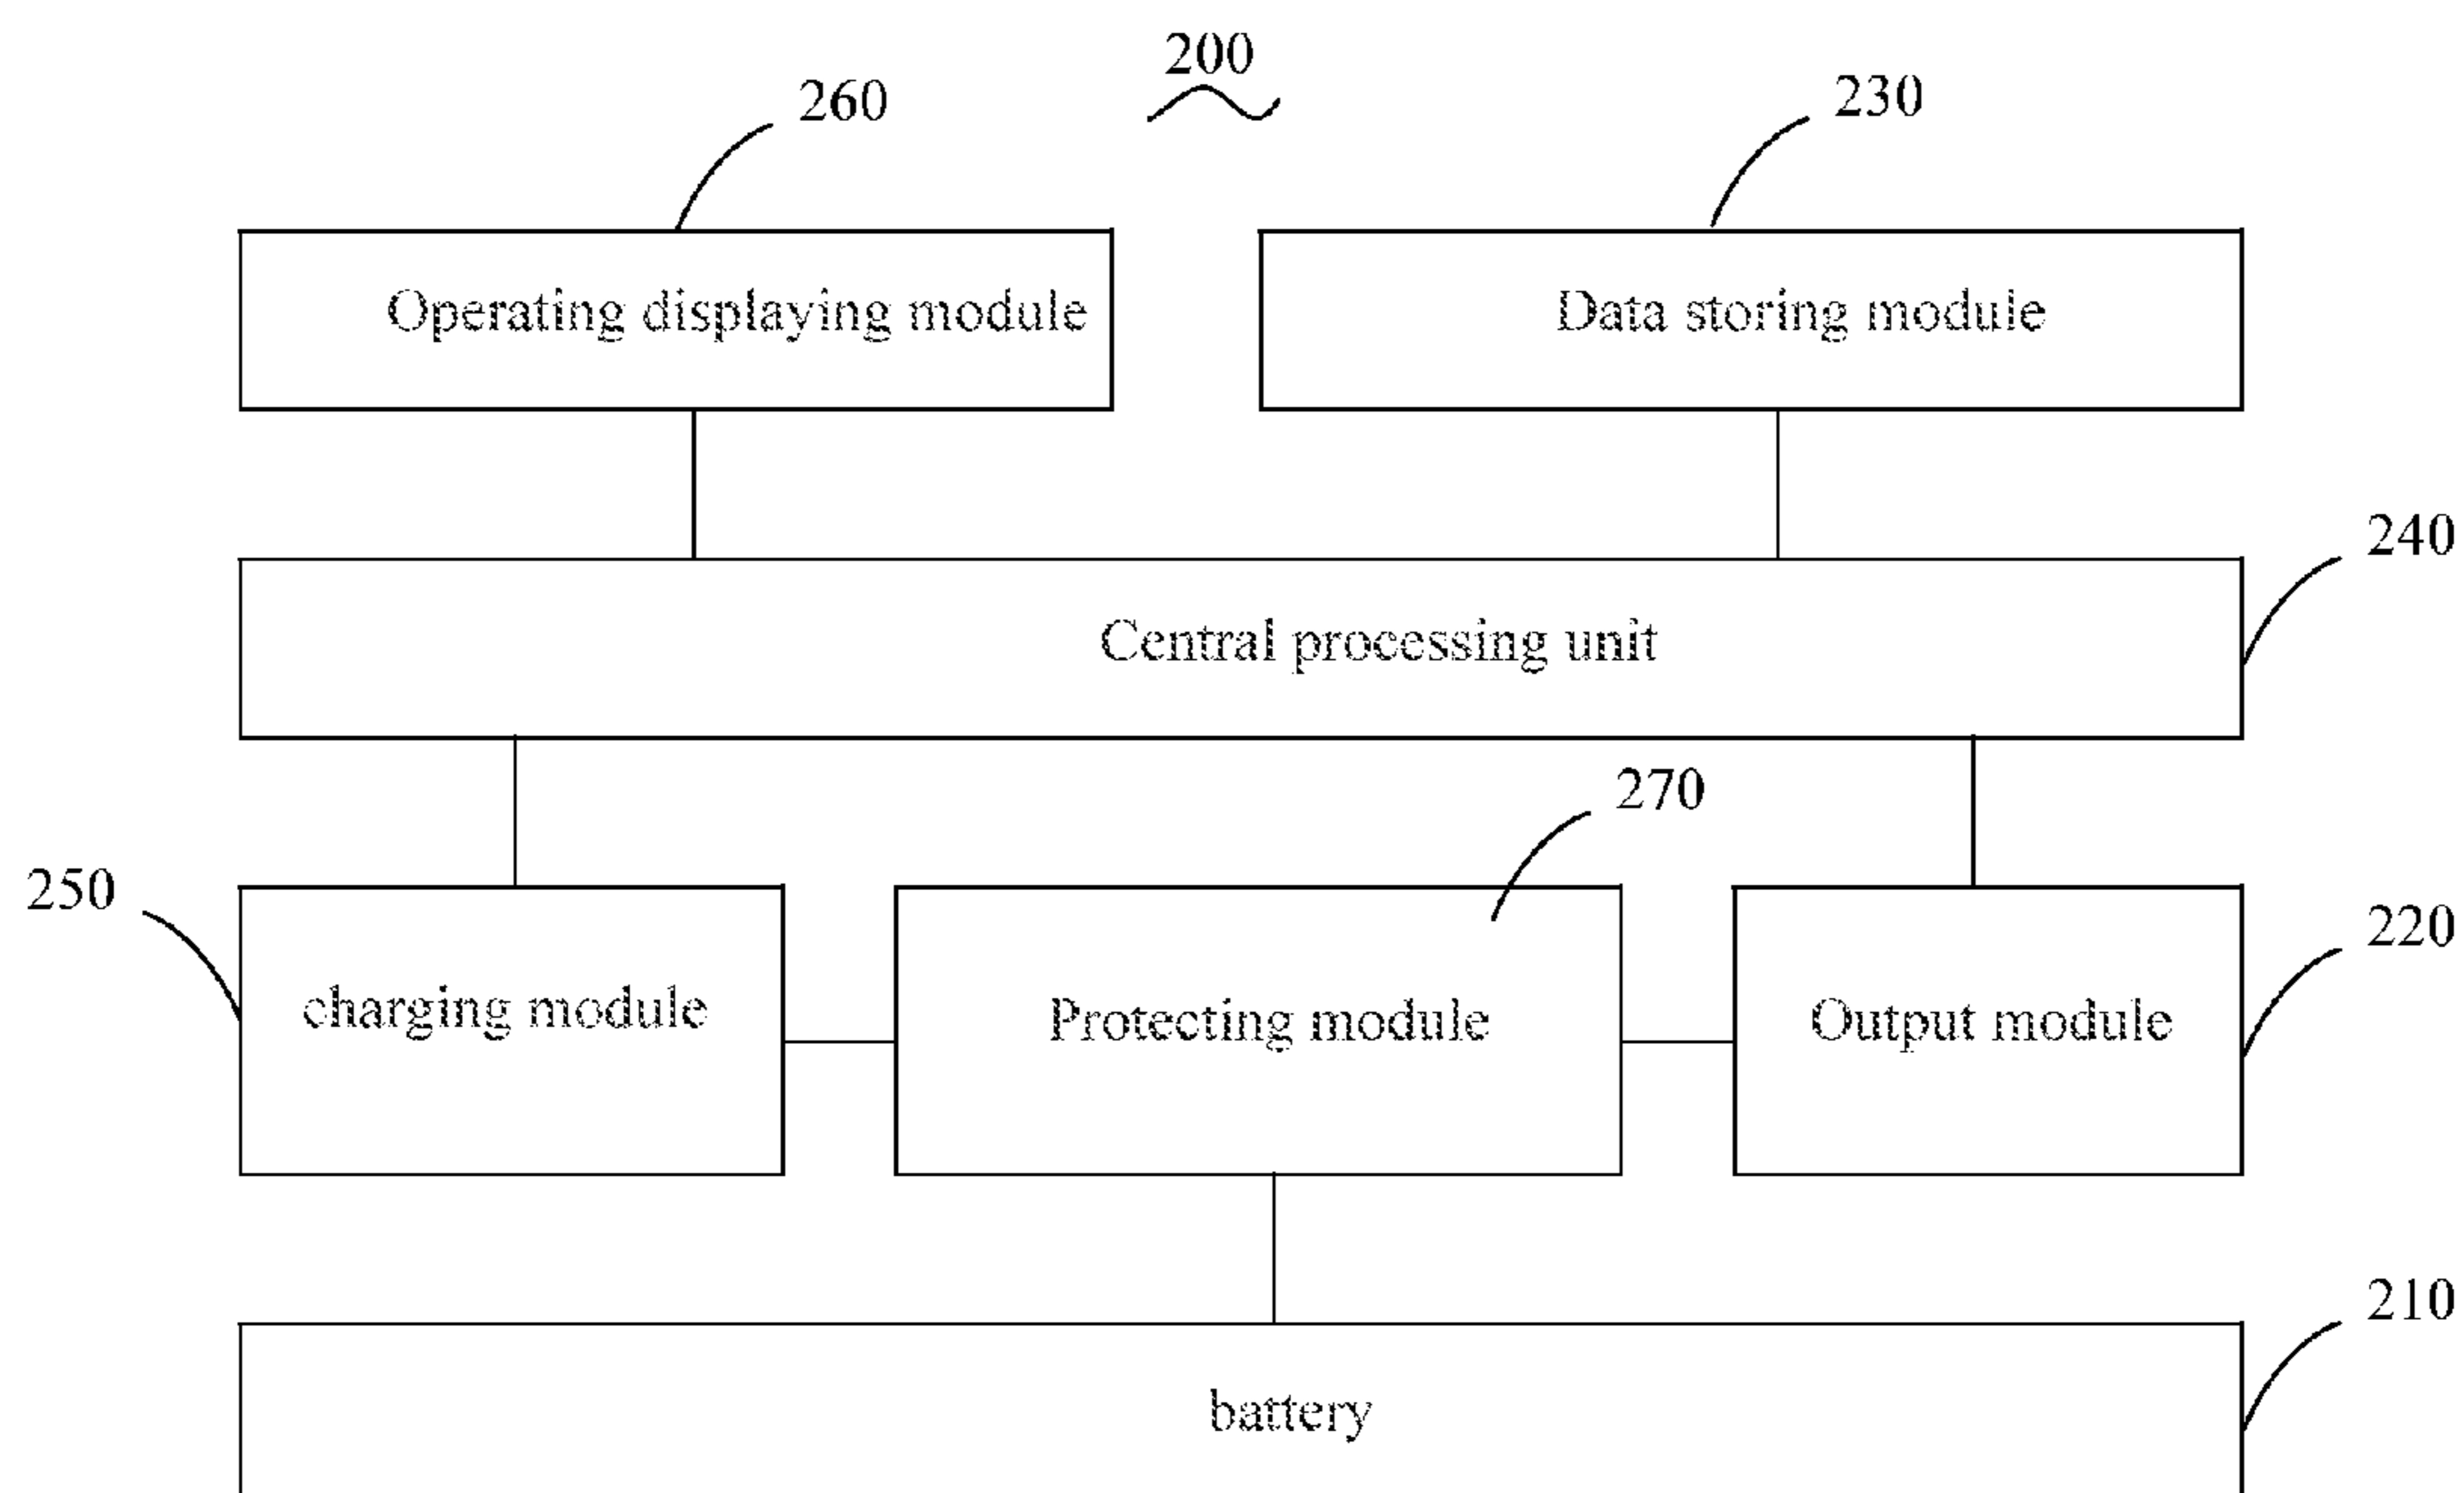 200
260
230
Operating displaying module
Data storing module
240
Central processing unit
270
250
220
charging module
Protecting module
Output module
210
battery